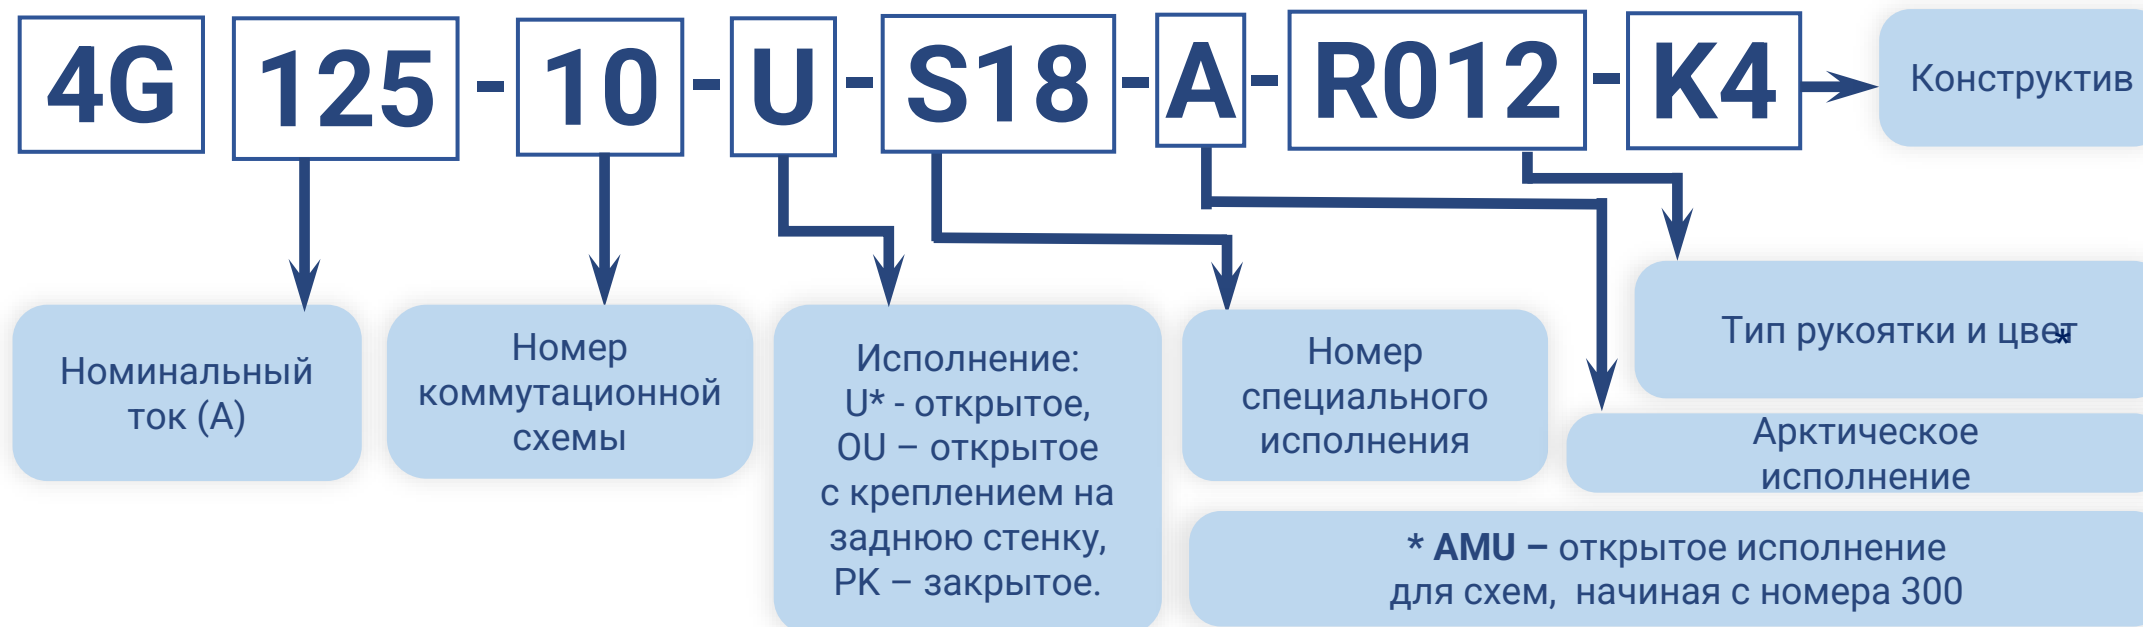 4G 125 - 10 - U - S18 - A - R012 - K4
Конструктив
Номинальный
ток (А)
Номер
коммутационной
схемы
Исполнение:
U* - открытое,
OU – открытое
с креплением на
заднюю стенку,
PK – закрытое.
Номер
специального
исполнения
Тип рукоятки и цвет
*
Арктическое
исполнение
* AMU – открытое исполнение
для схем, начиная с номера 300